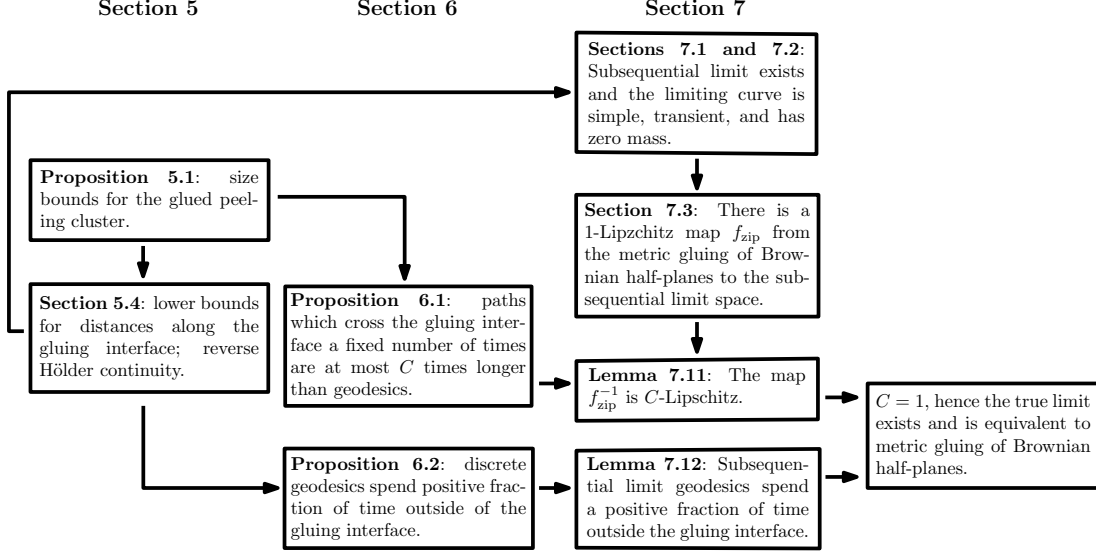 Section 5
Section 6
Section 7
Sections 7.1 and 7.2:
Subsequential limit exists
and the limiting curve is
simple, transient, and has
zero mass.
Proposition 5.1: size
bounds for the glued peel-
ing cluster.
Section 7.3: There is a
1-Lipzchitz map f_zip from
the metric gluing of Brow-
nian half-planes to the sub-
sequential limit space.
Section 5.4: lower bounds
for distances along the
gluing interface; reverse
Hölder continuity.
Proposition 6.1: paths
which cross the gluing inter-
face a fixed number of times
are at most C times longer
than geodesics.
Lemma 7.11: The map
f_zip^{-1} is C-Lipschitz.
C = 1, hence the true limit
exists and is equivalent to
metric gluing of Brownian
half-planes.
Proposition 6.2: discrete
geodesics spend positive frac-
tion of time outside of the
gluing interface.
Lemma 7.12: Subsequen-
tial limit geodesics spend
a positive fraction of time
outside the gluing interface.